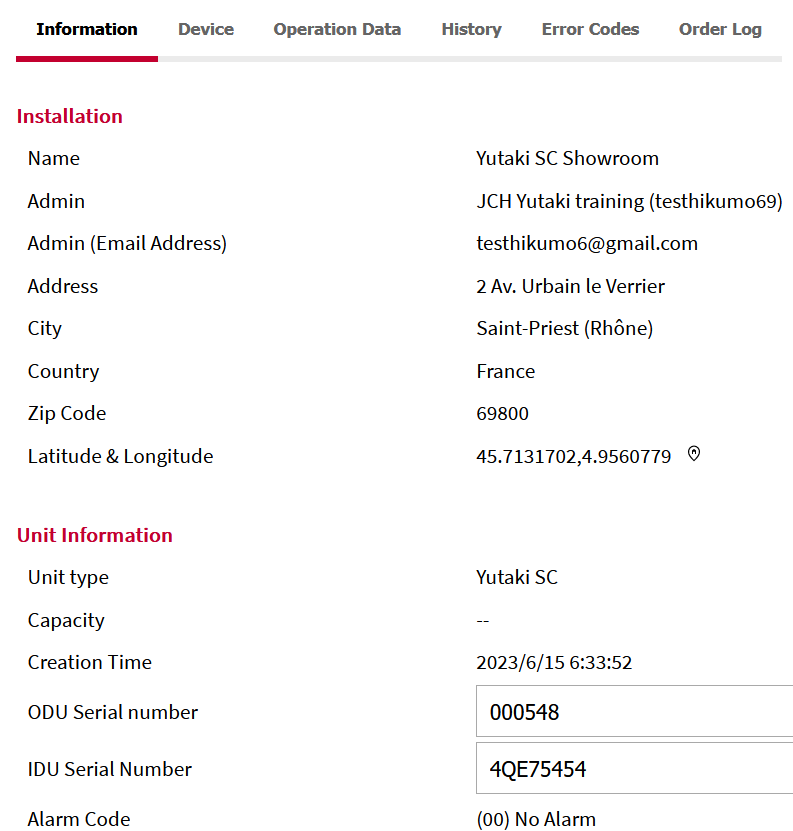 Information Device Operation Data History Error Codes Order Log
Installation
Name Yutaki SC Showroom
Admin JCH Yutaki training (testhikumo69)
Admin (Email Address) testhikumo6@gmail.com
Address 2 Av. Urbain le Verrier
City Saint-Priest (Rhône)
Country France
Zip Code 69800
Latitude & Longitude 45.7131702,4.9560779
Unit Information
Unit type Yutaki SC
Capacity --
Creation Time 2023/6/15 6:33:52
ODU Serial number 000548
IDU Serial Number 4QE75454
Alarm Code (00) No Alarm